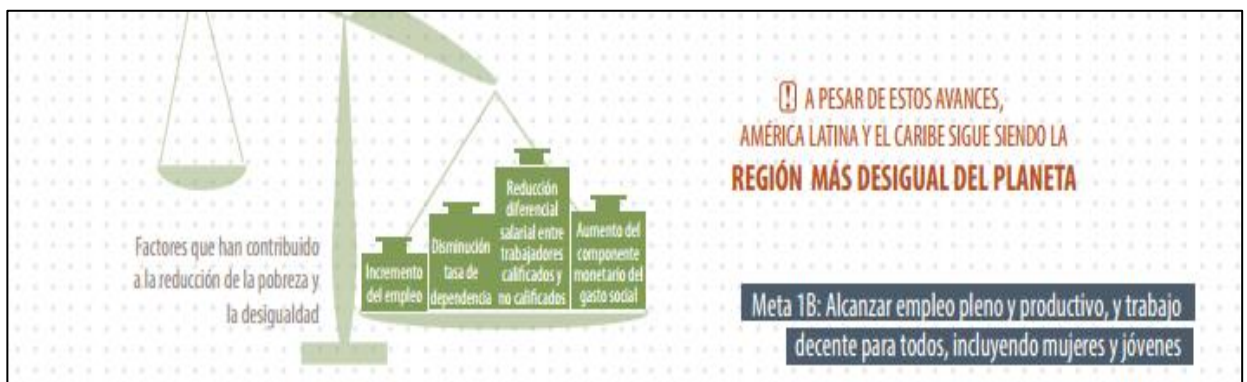 Factores que han contribuido
a la reducción de la pobreza y
la desigualdad
Incremento
del empleo
Disminución
tasa de
dependencia
Reducción
diferencial
salarial entre
trabajadores
calificados y
no calificados
Aumento del
componente
monetario del
gasto social
! A PESAR DE ESTOS AVANCES,
AMÉRICA LATINA Y EL CARIBE SIGUE SIENDO LA
REGIÓN MÁS DESIGUAL DEL PLANETA
Meta 1B: Alcanzar empleo pleno y productivo, y trabajo
decente para todos, incluyendo mujeres y jóvenes